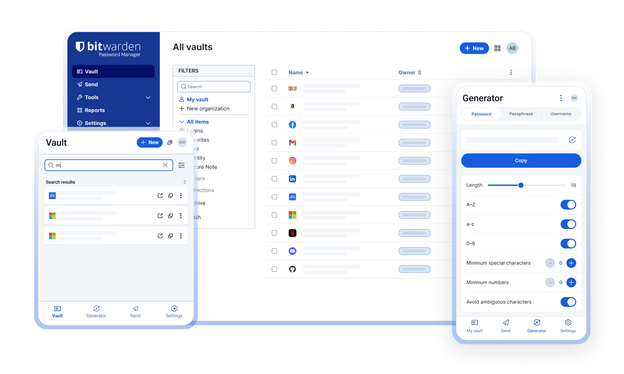 bitwarden
Password Manager
Vault
Send
Tools
Reports
Settings
All vaults
New
AB
FILTERS
Search
My vault
New organization
All items
Name
Owner
Vault
New
m
Search results
Vault
Generator
Send
Settings
Generator
Password
Passphrase
Username
Copy
Length
18
A-Z
a-z
0-9
Minimum special characters
0
Minimum numbers
0
Avoid ambiguous characters
My vault
Send
Generator
Settings